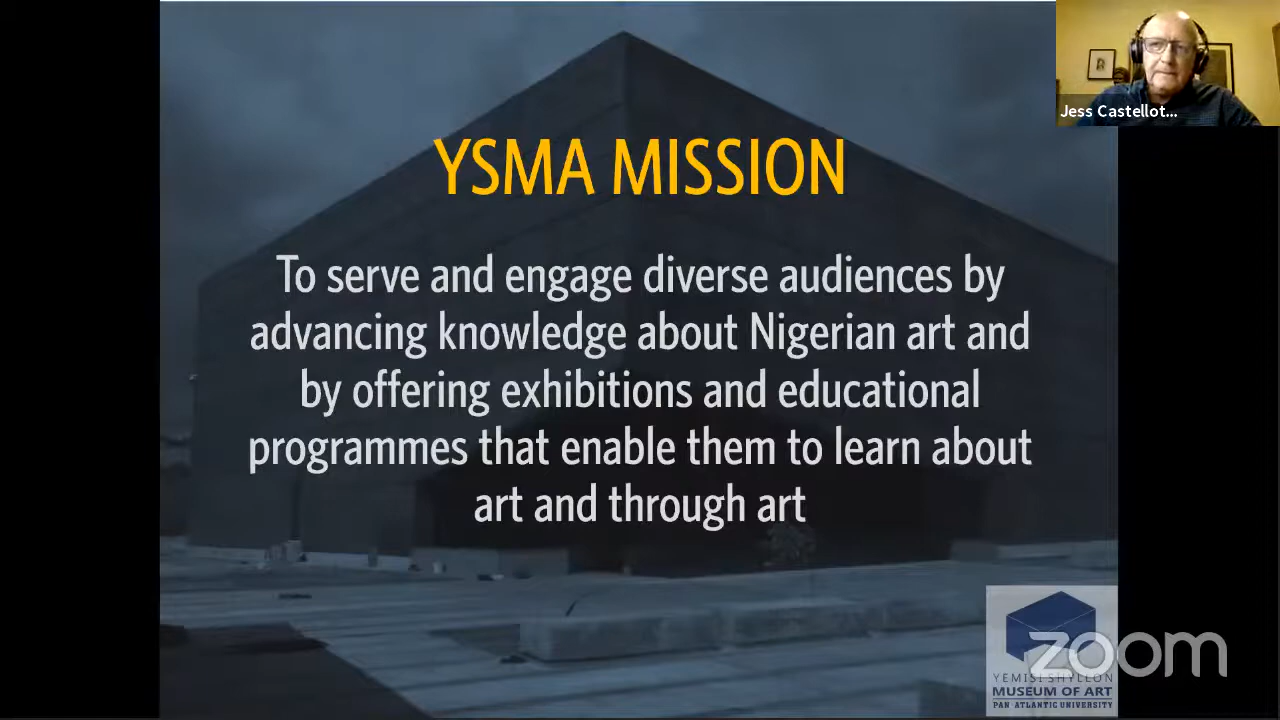 Jess Castellot...
YSMA MISSION
To serve and engage diverse audiences by
advancing knowledge about Nigerian art and
by offering exhibitions and educational
programmes that enable them to learn about
art and through art
zoom
YEMISI SHYLLON
MUSEUM OF ART
PAN-ATLANTIC UNIVERSITY